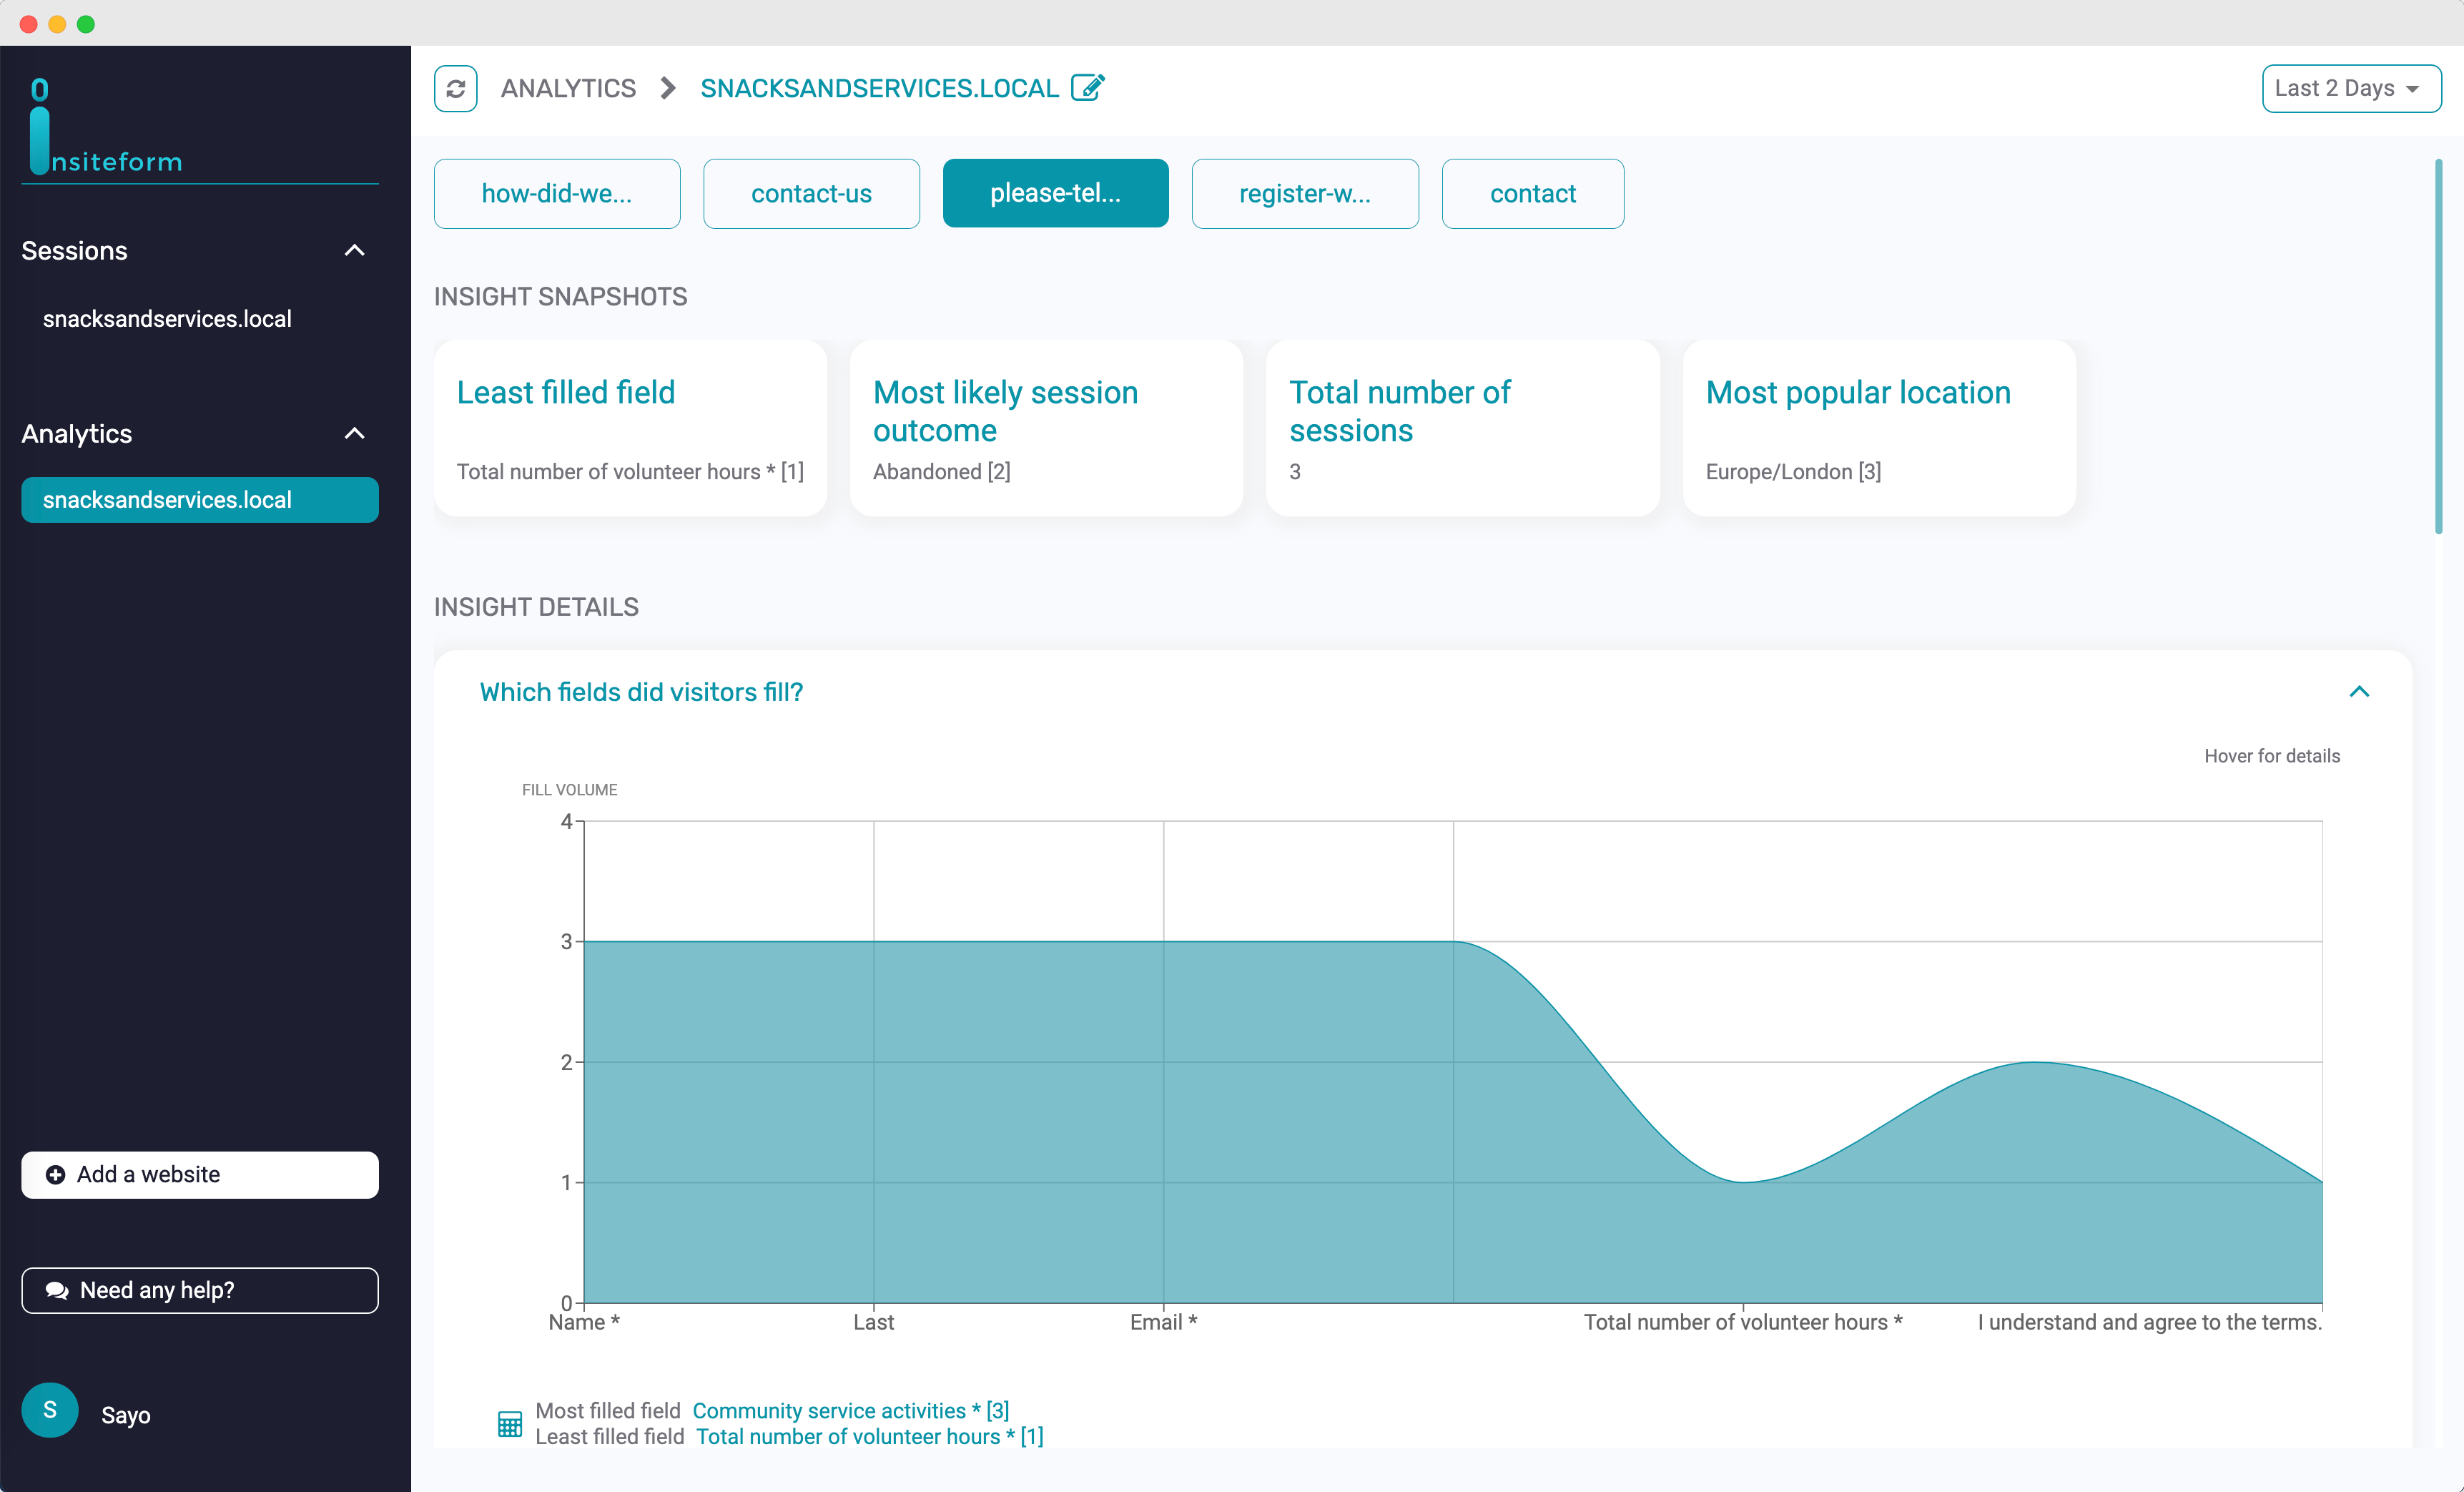 0
nsiteform
Sessions
snacksandservices.local
Analytics
snacksandservices.local
Add a website
Need any help?
S
Sayo
ANALYTICS
SNACKSANDSERVICES.LOCAL
Last 2 Days
how-did-we...
contact-us
please-tel...
register-w...
contact
INSIGHT SNAPSHOTS
Least filled field
Total number of volunteer hours * [1]
Most likely session
outcome
Abandoned [2]
Total number of
sessions
3
Most popular location
Europe/London [3]
INSIGHT DETAILS
Which fields did visitors fill?
Hover for details
FILL VOLUME
4
3
2
1
0
Name *
Last
Email *
Total number of volunteer hours *
I understand and agree to the terms.
Most filled field Community service activities * [3]
Least filled field Total number of volunteer hours * [1]